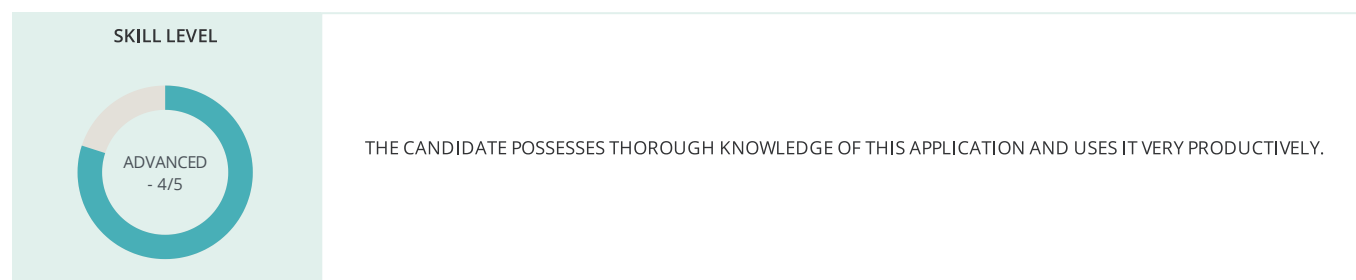 SKILL LEVEL
ADVANCED
- 4/5
THE CANDIDATE POSSESSES THOROUGH KNOWLEDGE OF THIS APPLICATION AND USES IT VERY PRODUCTIVELY.